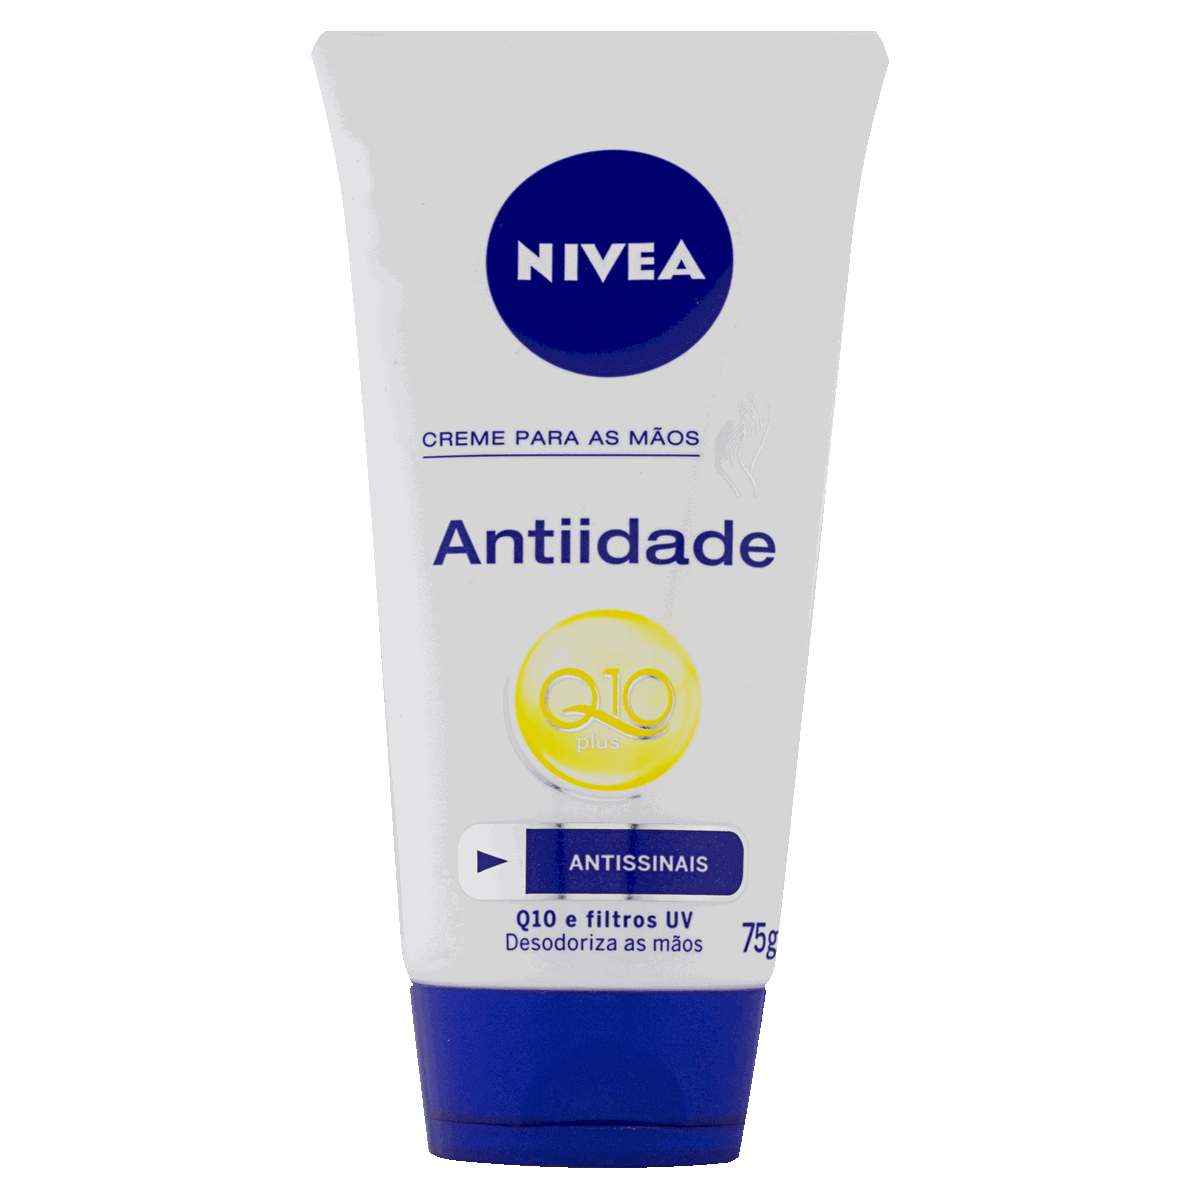 NIVEA
CREME PARA AS MÃOS
Antiidade
Q10
plus
ANTISSINAIS
Q10 e filtros UV
Desodoriza as mãos
75g